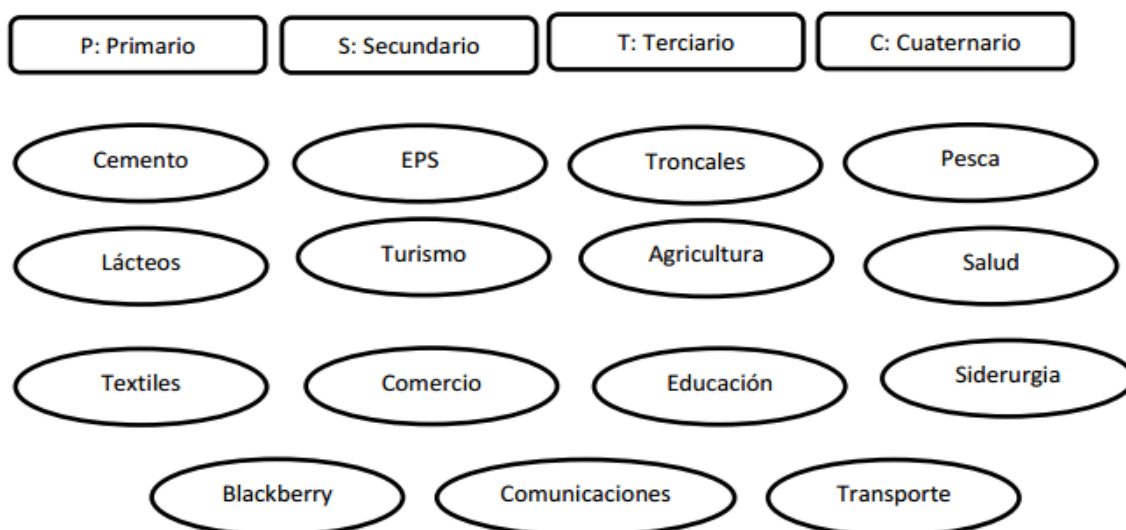 P: Primario
S: Secundario
T: Terciario
C: Cuaternario
Cemento
EPS
Troncales
Pesca
Lácteos
Turismo
Agricultura
Salud
Textiles
Comercio
Educación
Siderurgia
Blackberry
Comunicaciones
Transporte